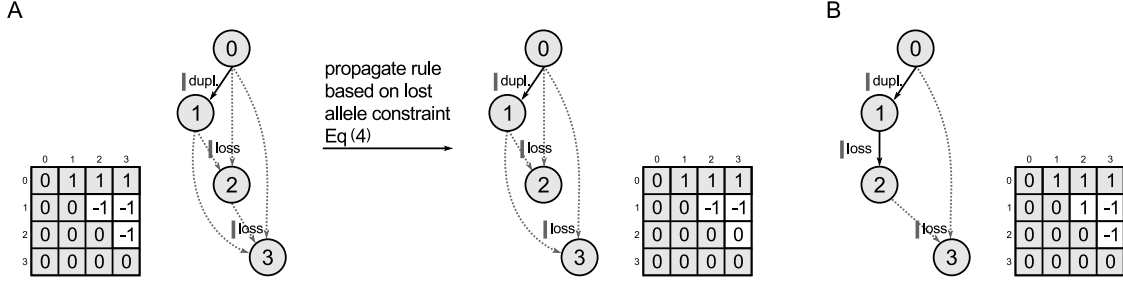 A
0
dupl.
1
loss
2
loss
3
0 1 2 3
0 0 1 1 1
1 0 0 -1 -1
2 0 0 0 -1
3 0 0 0 0
propagate rule
based on lost
allele constraint
Eq (4)
0
dupl.
1
loss
2
loss
3
0 1 2 3
0 0 1 1 1
1 0 0 -1 -1
2 0 0 0 0
3 0 0 0 0
B
0
dupl.
1
loss
2
loss
3
0 1 2 3
0 0 1 1 1
1 0 0 1 -1
2 0 0 0 -1
3 0 0 0 0